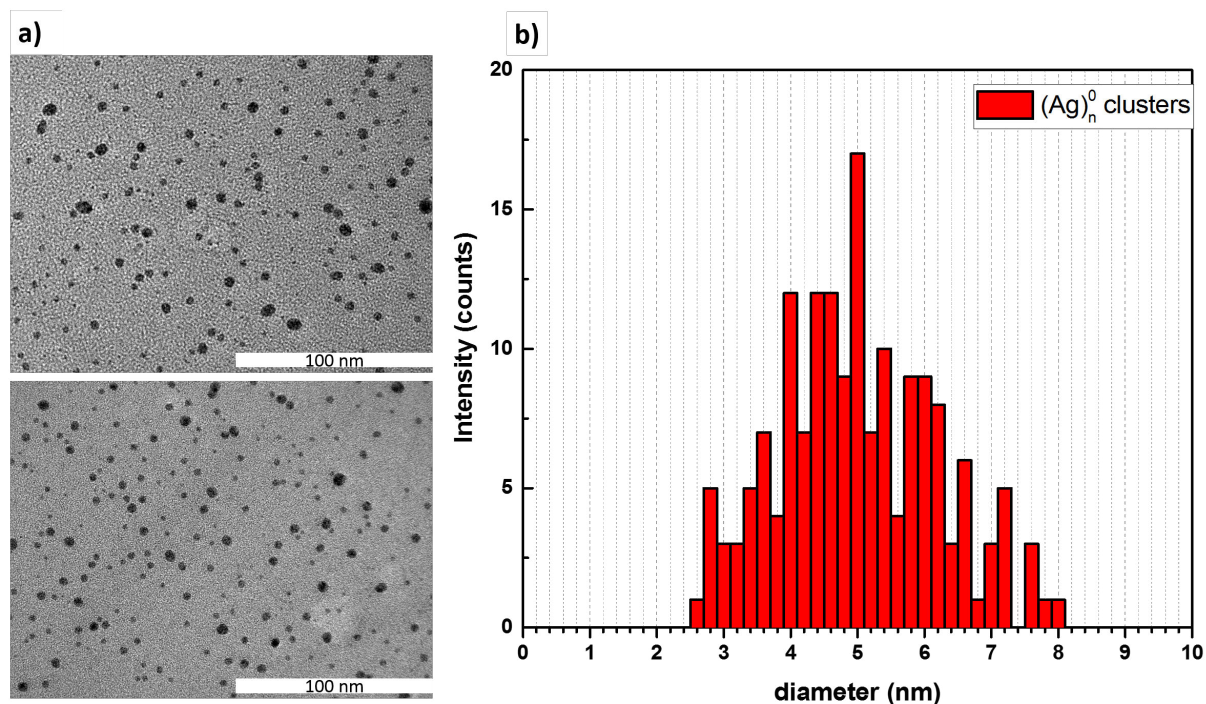 a)
100 nm
100 nm
b)
(Ag)⁰ₙ clusters
Intensity (counts)
20
15
10
5
0
0 1 2 3 4 5 6 7 8 9 10
diameter (nm)